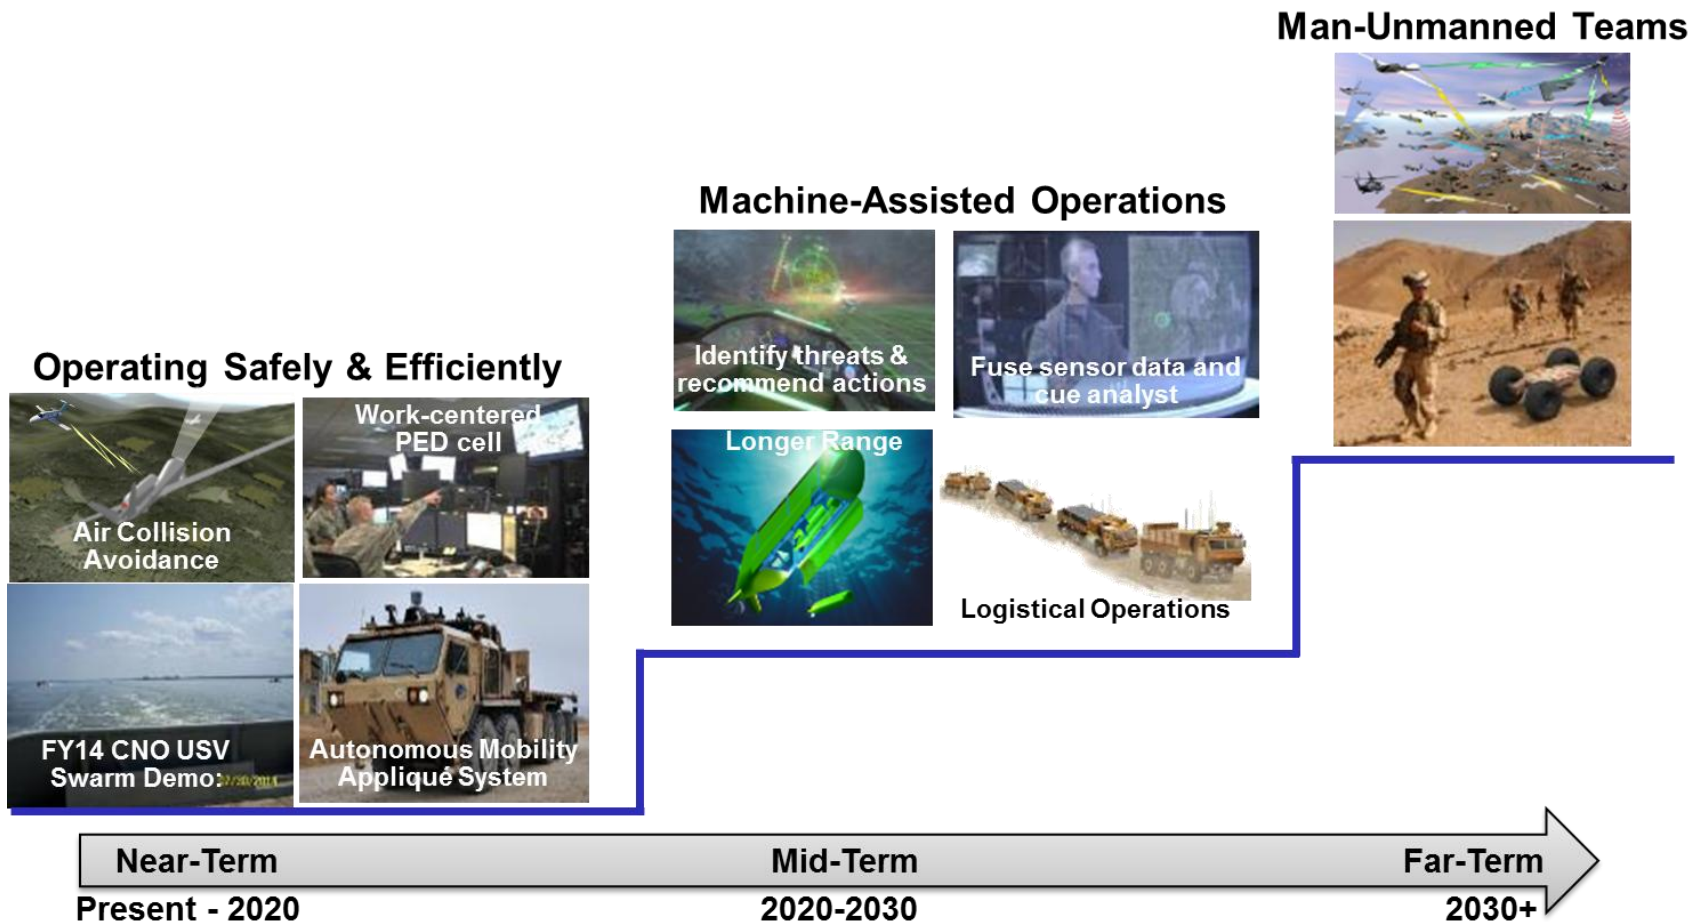 Man-Unmanned Teams
Machine-Assisted Operations
Identify threats &
recommend actions
Fuse sensor data and
cue analyst
Longer Range
Logistical Operations
Operating Safely & Efficiently
Air Collision
Avoidance
Work-centered
PED cell
FY14 CNO USV
Swarm Demo:
Autonomous Mobility
Appliqué System
Near-Term
Mid-Term
Far-Term
Present - 2020
2020-2030
2030+